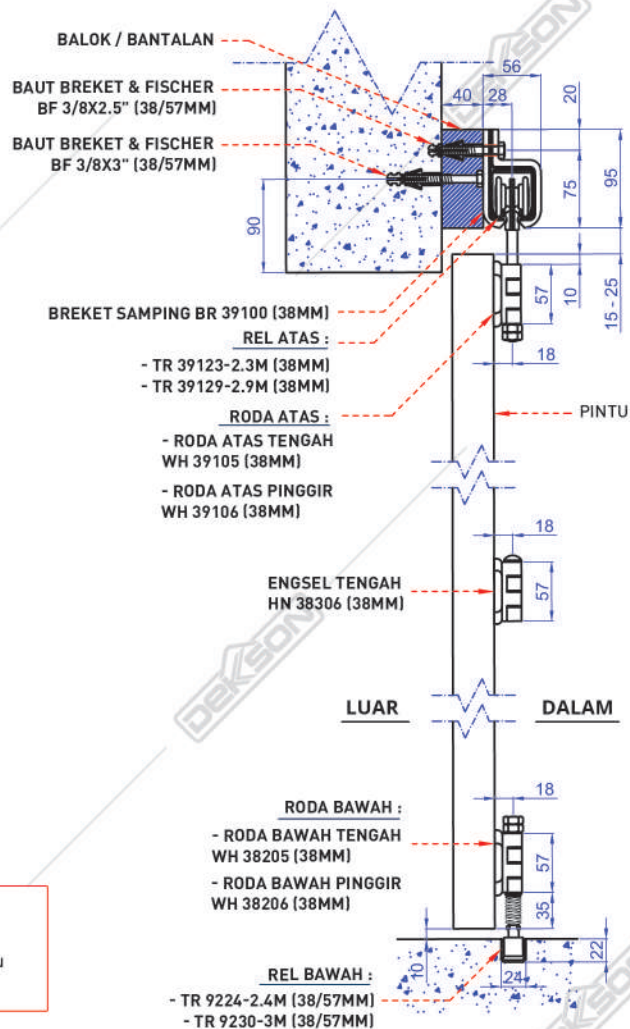 BALOK / BANTALAN
BAUT BREKET & FISCHER
BF 3/8X2.5" (38/57MM)
BAUT BREKET & FISCHER
BF 3/8X3" (38/57MM)
DEKSON
56
40
28
20
75
95
90
57
10
15 - 25
18
BREKET SAMPING BR 39100 (38MM)
REL ATAS :
- TR 39123-2.3M (38MM)
- TR 39129-2.9M (38MM)
RODA ATAS :
PINTU
- RODA ATAS TENGAH
WH 39105 (38MM)
- RODA ATAS PINGGIR
WH 39106 (38MM)
18
ENGSEL TENGAH
HN 38306 (38MM)
57
DEKSON
LUAR
DALAM
18
RODA BAWAH :
- RODA BAWAH TENGAH
WH 38205 (38MM)
- RODA BAWAH PINGGIR
WH 38206 (38MM)
57
35
10
22
24
REL BAWAH :
- TR 9224-2.4M (38/57MM)
- TR 9230-3M (38/57MM)
DEKSON